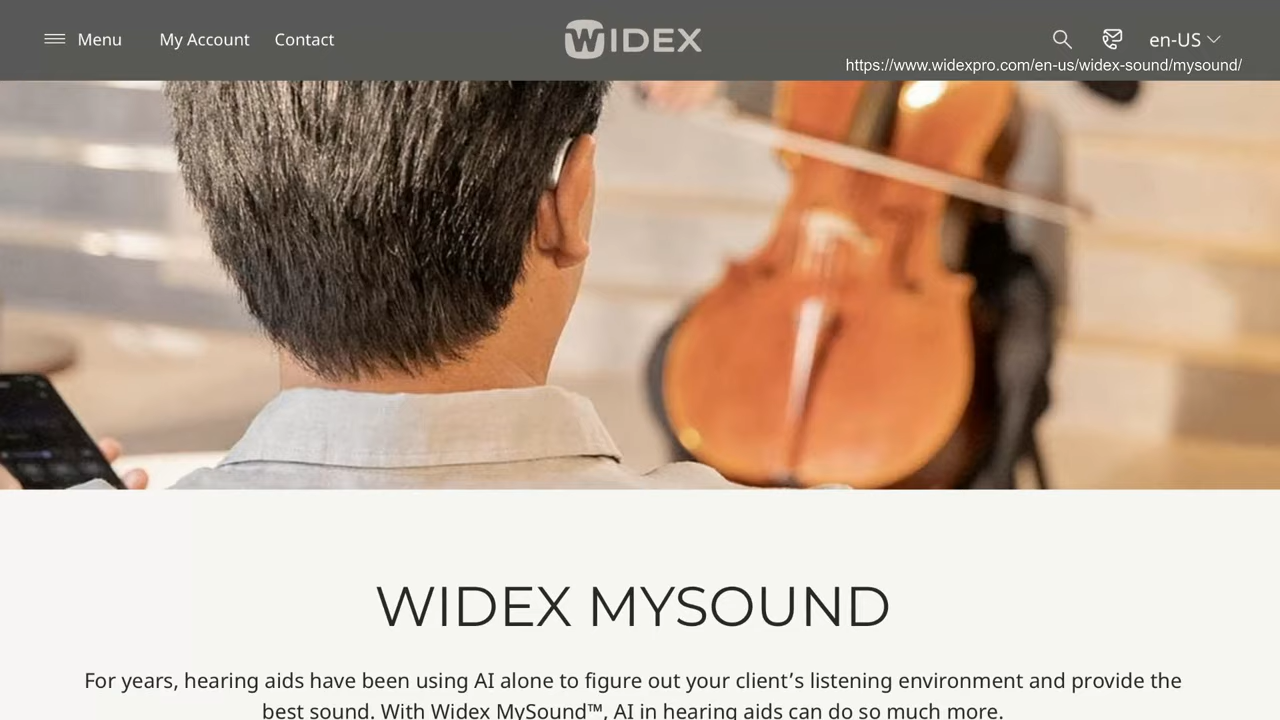 Menu
My Account
Contact
WIDEX
en-US
https://www.widexpro.com/en-us/widex-sound/mysound/
WIDEX MYSOUND
For years, hearing aids have been using AI alone to figure out your client’s listening environment and provide the
best sound. With Widex MySound™, AI in hearing aids can do so much more.